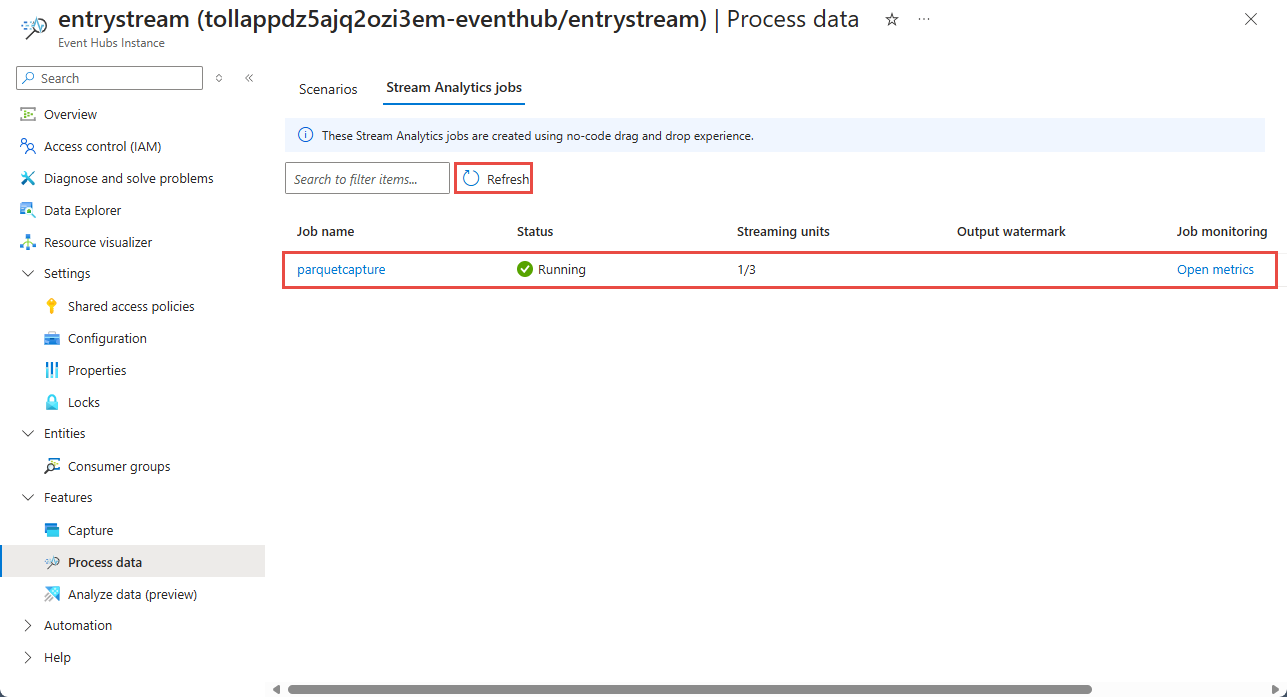 entrystream (tollappdz5ajq2ozi3em-eventhub/entrystream) | Process data
Event Hubs Instance
Search
Overview
Access control (IAM)
Diagnose and solve problems
Data Explorer
Resource visualizer
Settings
Shared access policies
Configuration
Properties
Locks
Entities
Consumer groups
Features
Capture
Process data
Analyze data (preview)
Automation
Help
Scenarios Stream Analytics jobs
These Stream Analytics jobs are created using no-code drag and drop experience.
Search to filter items... Refresh
Job name Status Streaming units Output watermark Job monitoring
parquetcapture Running 1/3 Open metrics